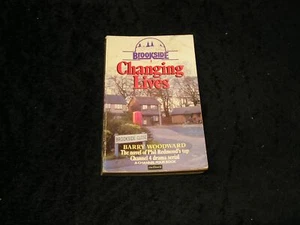 BROOKSIDE
Changing
Lives
BROOKSIDE CLOSE
BARRY WOODWARD
The novel of Phil Redmond's top
Channel 4 drama serial